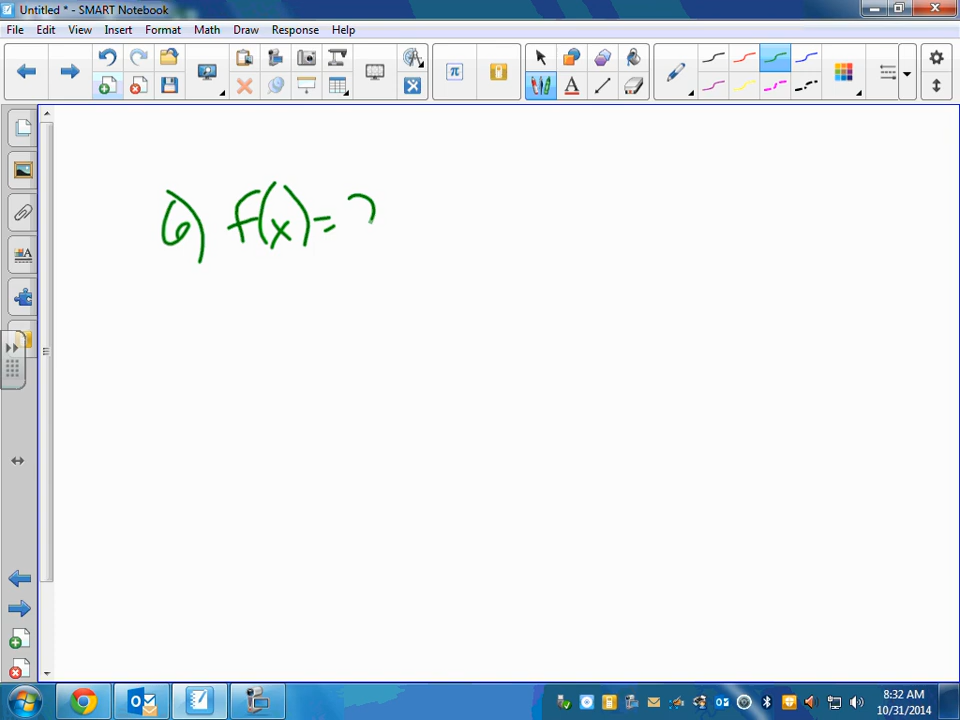 Untitled * - SMART Notebook
File Edit View Insert Format Math Draw Response Help
6) f(x)=
8:32 AM
10/31/2014